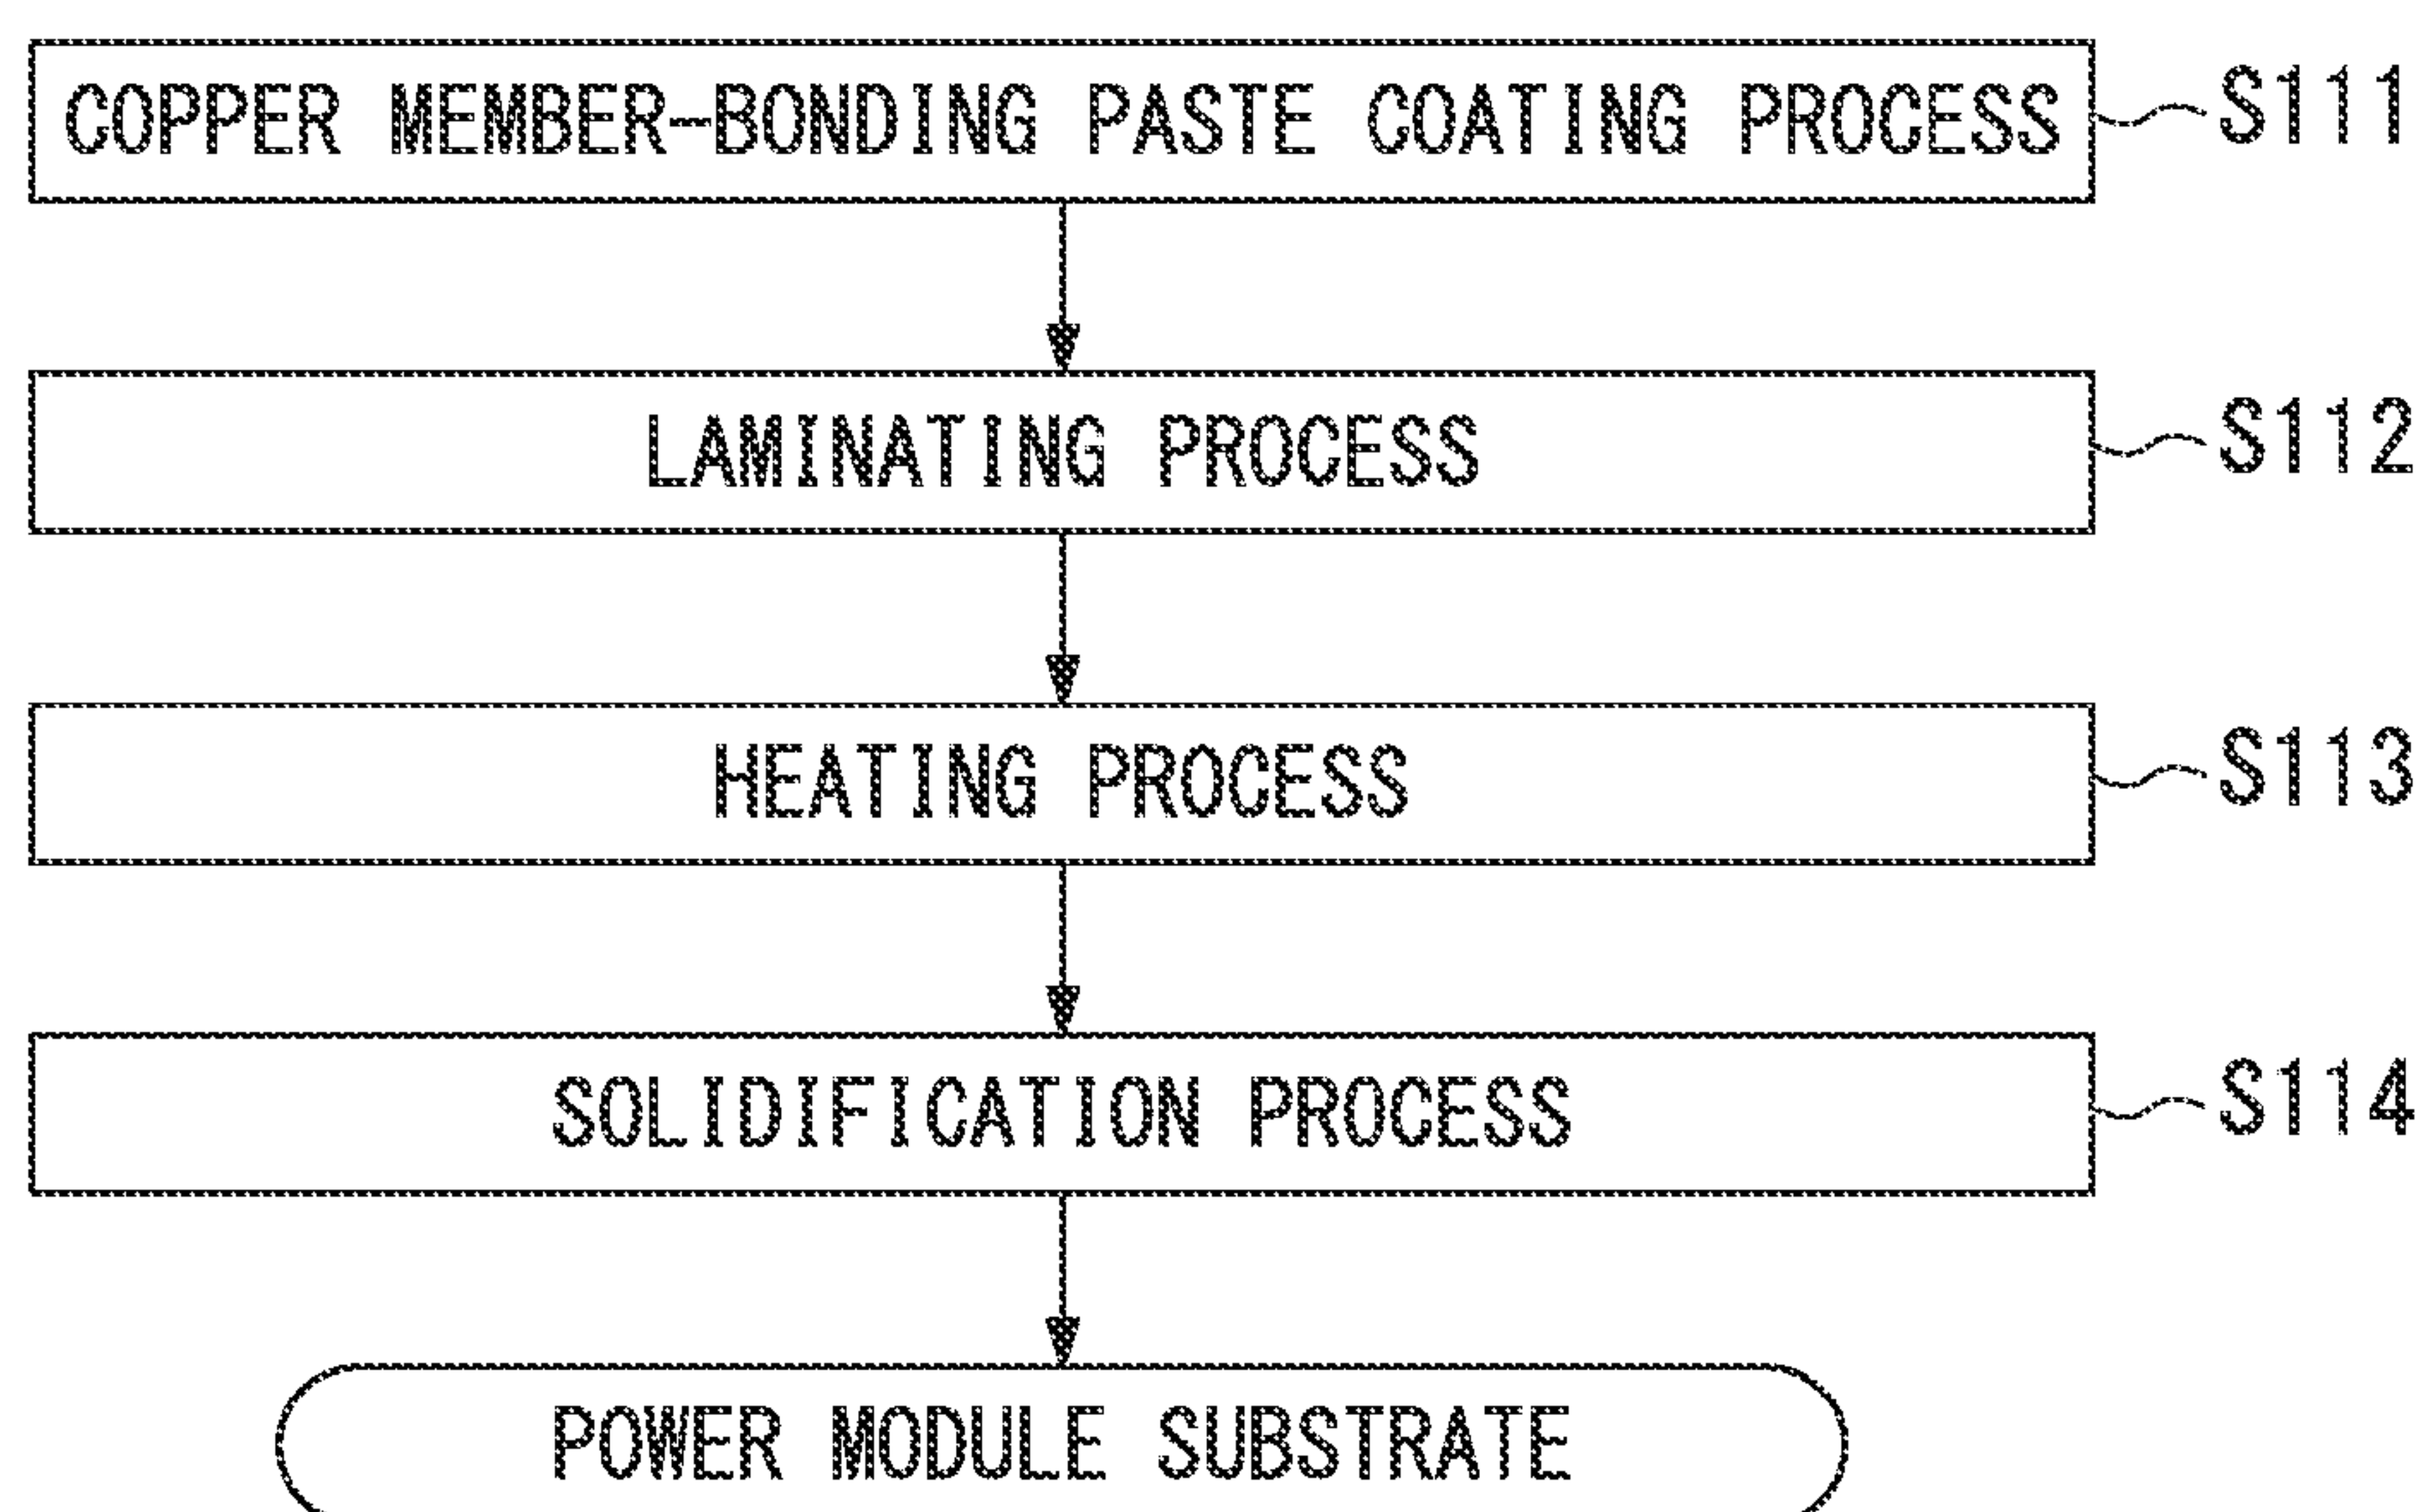 COPPER MEMBER-BONDING PASTE COATING PROCESS S111
LAMINATING PROCESS S112
HEATING PROCESS S113
SOLIDIFICATION PROCESS S114
POWER MODULE SUBSTRATE